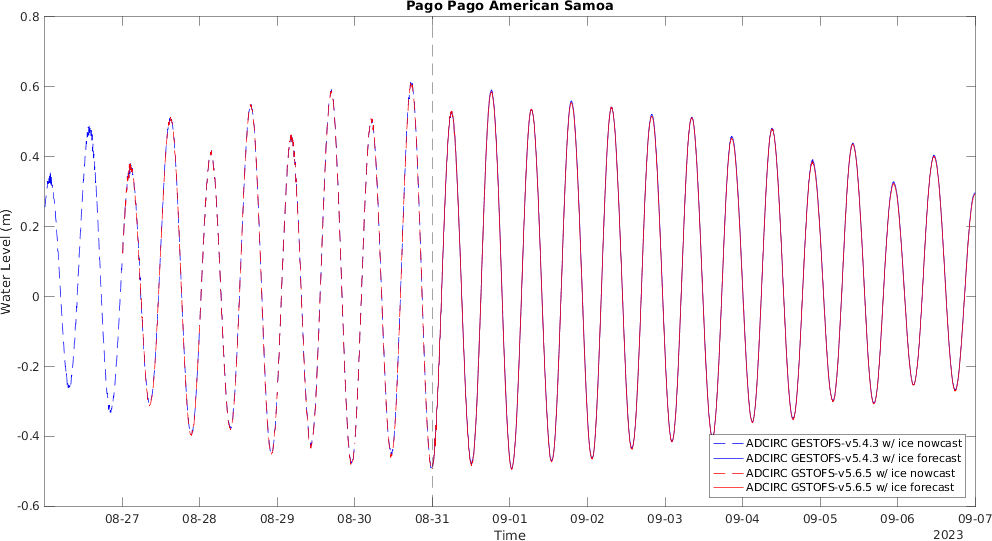 Pago Pago American Samoa
0.8
0.6
0.4
0.2
0
-0.2
-0.4
-0.6
Water Level (m)
ADCIRC GESTOFS-v5.4.3 w/ ice nowcast
ADCIRC GESTOFS-v5.4.3 w/ ice forecast
ADCIRC GSTOFS-v5.6.5 w/ ice nowcast
ADCIRC GSTOFS-v5.6.5 w/ ice forecast
08-27 08-28 08-29 08-30 08-31 09-01 09-02 09-03 09-04 09-05 09-06 09-07
Time
2023